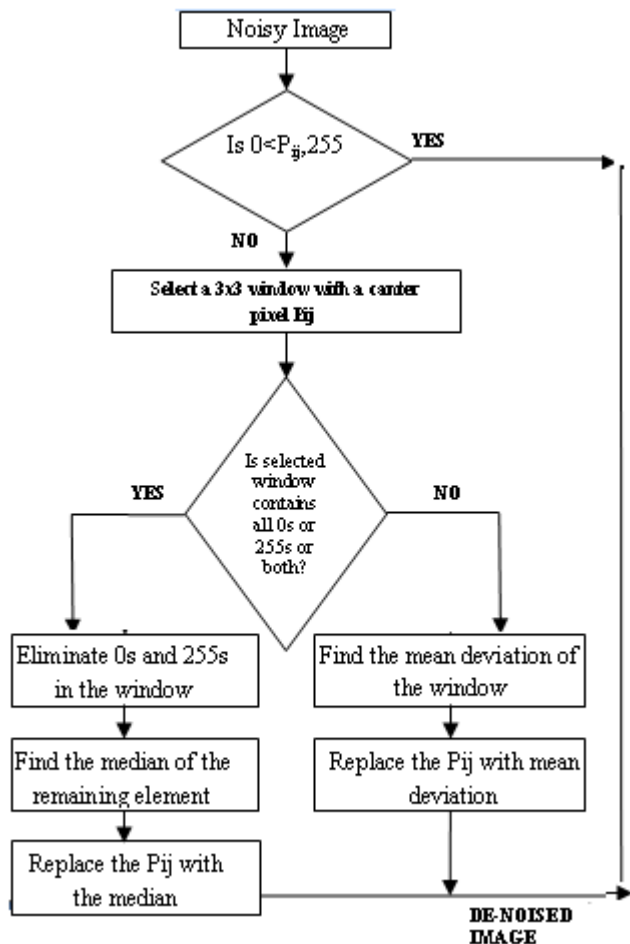 Noisy Image
Is 0<Pij,255
YES
NO
Select a 3x3 window with a canter
pixel Pij
Is selected
window
contains
all 0s or
255s or
both?
YES
NO
Eliminate 0s and 255s
in the window
Find the mean deviation of
the window
Find the median of the
remaining element
Replace the Pij with mean
deviation
Replace the Pij with
the median
DE-NOISED
IMAGE